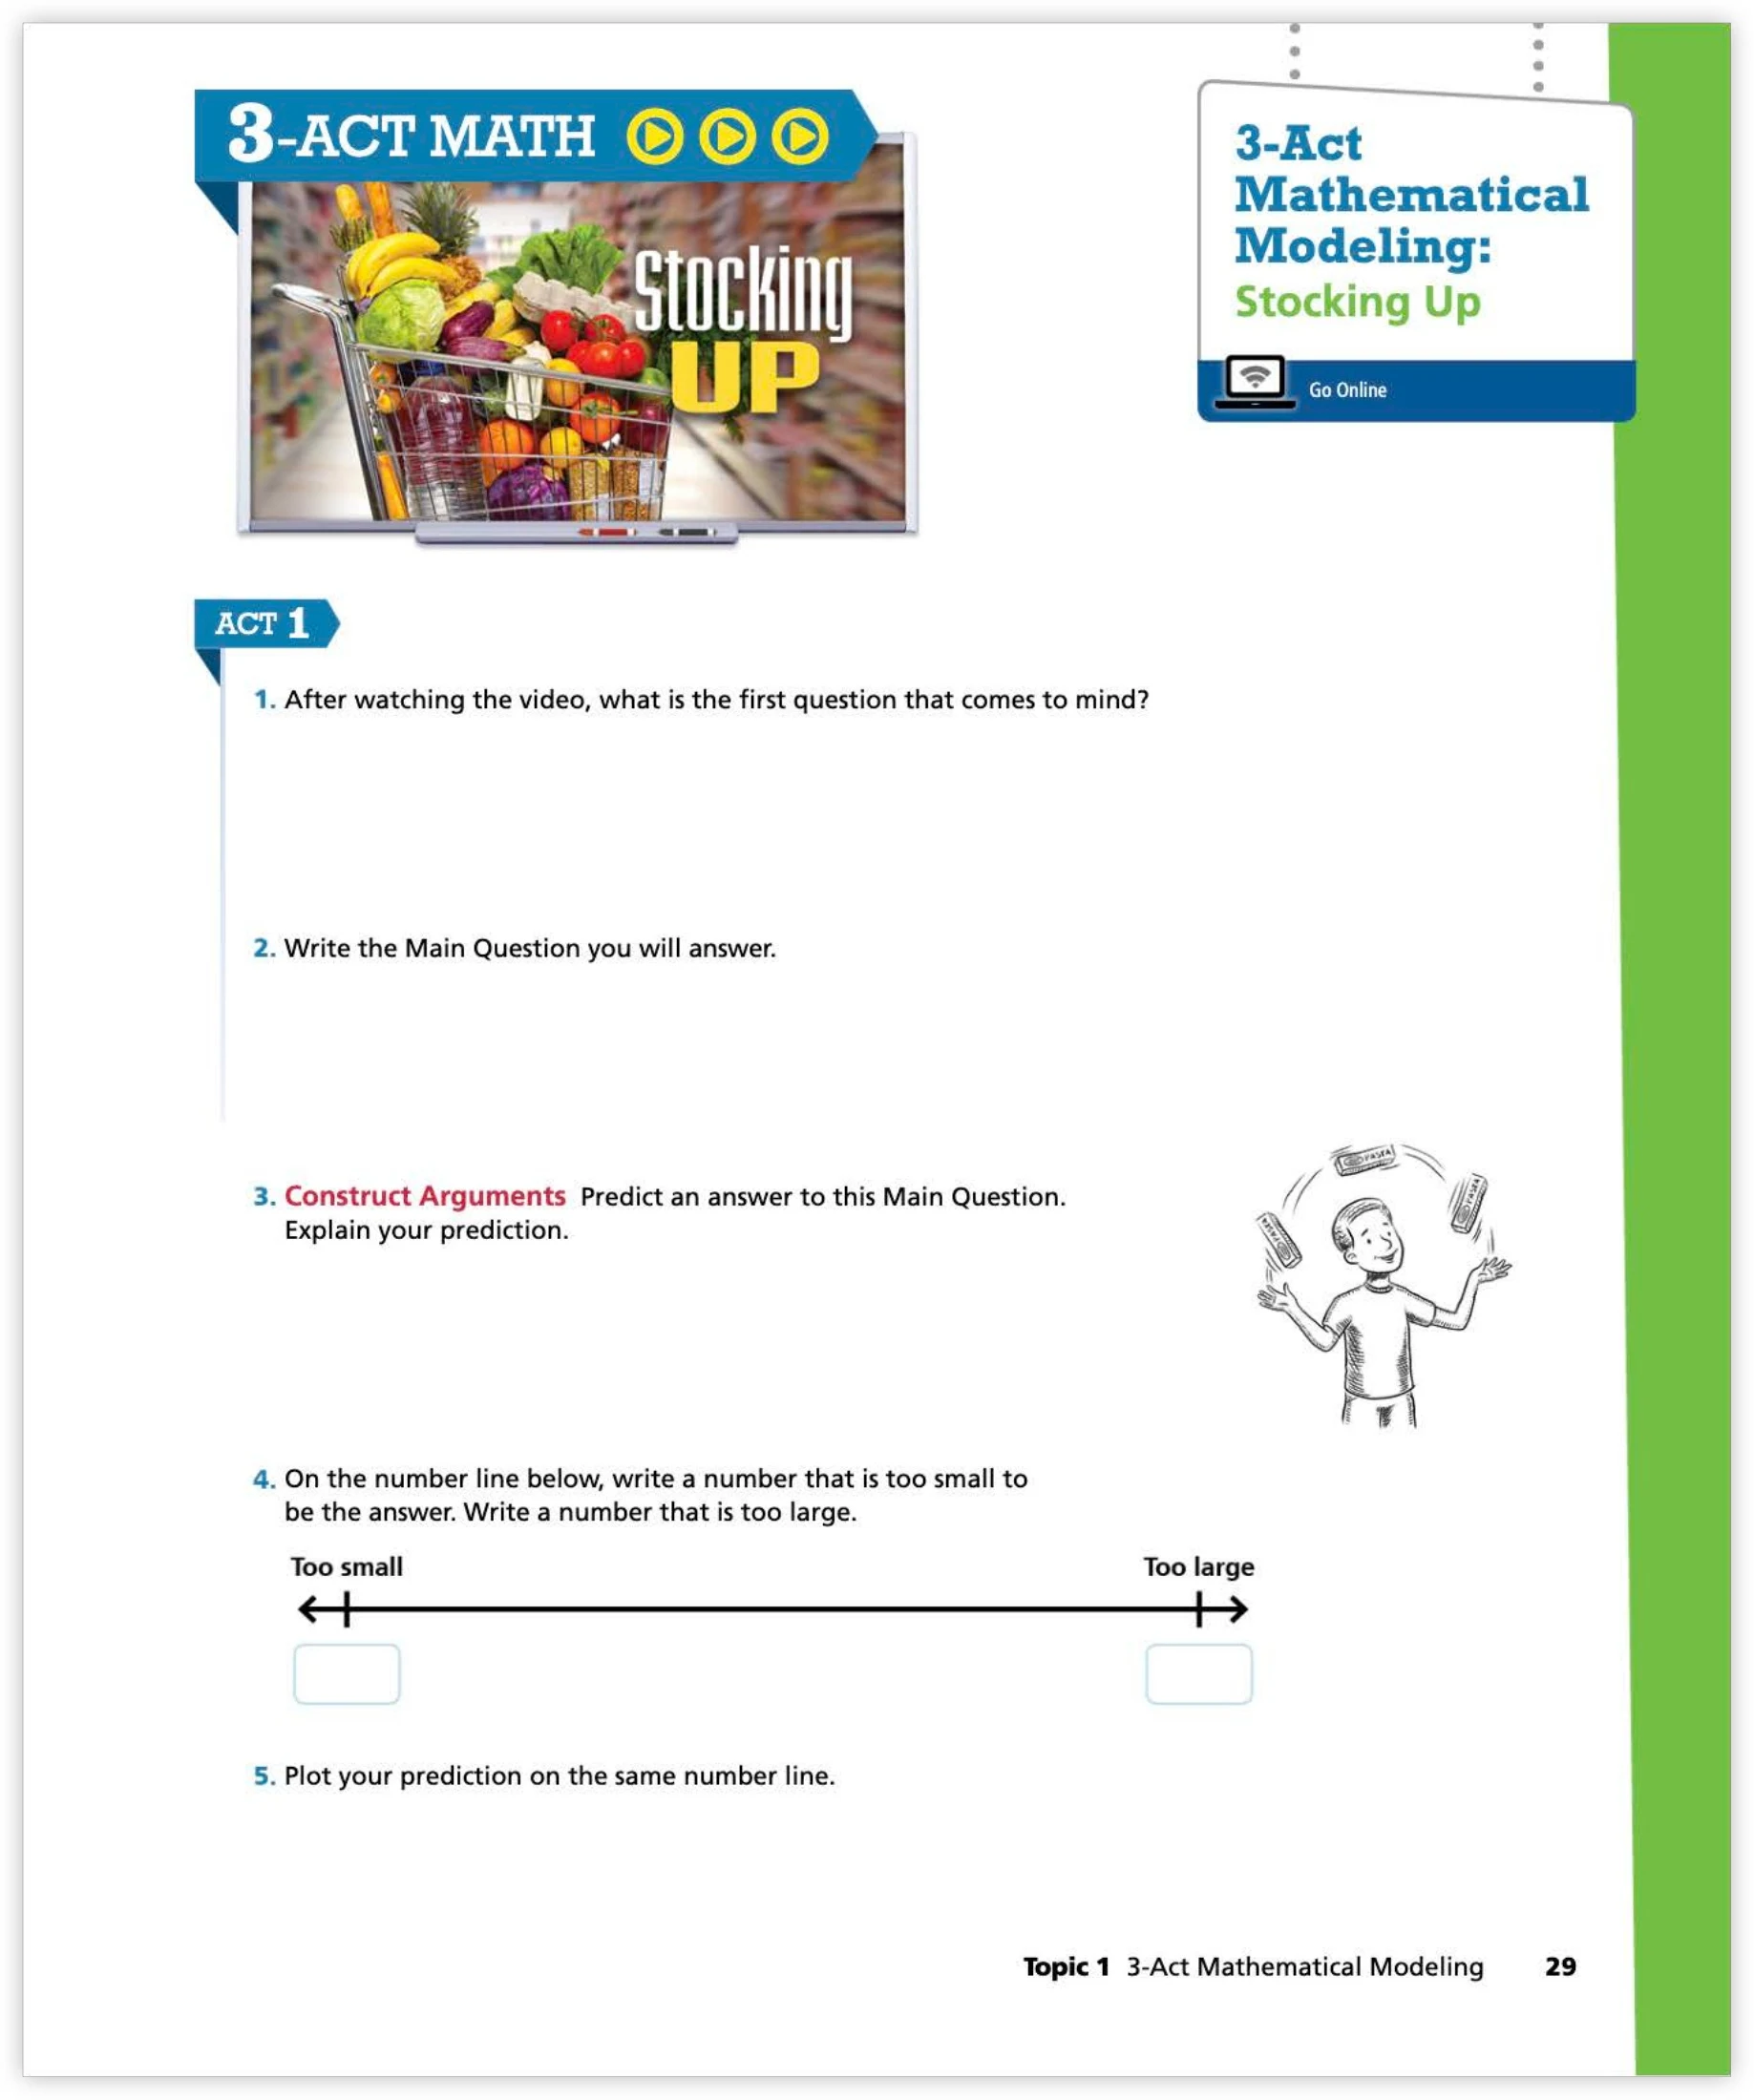 3-ACT MATH
Stocking
UP
3-Act
Mathematical
Modeling:
Stocking Up
Go Online
ACT 1
1. After watching the video, what is the first question that comes to mind?
2. Write the Main Question you will answer.
3. Construct Arguments Predict an answer to this Main Question.
Explain your prediction.
4. On the number line below, write a number that is too small to
be the answer. Write a number that is too large.
Too small Too large
5. Plot your prediction on the same number line.
Topic 1 3-Act Mathematical Modeling 29